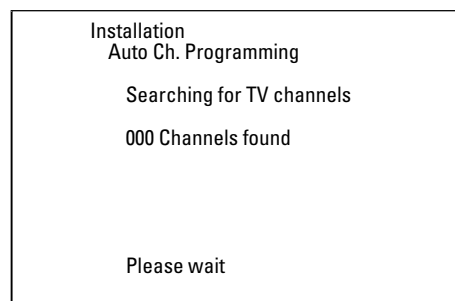 Installation
Auto Ch. Programming
Searching for TV channels
000 Channels found
Please wait